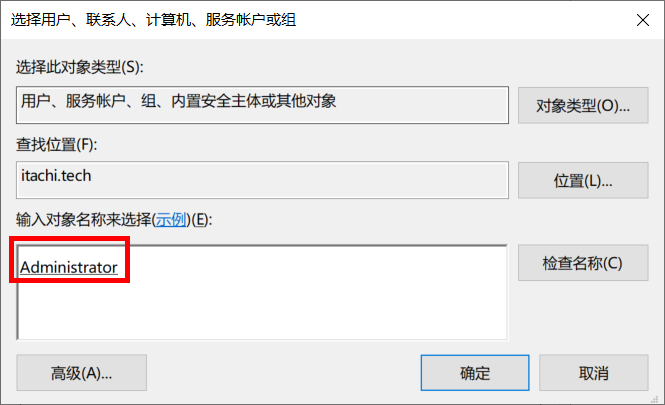 选择用户、联系人、计算机、服务帐户或组
选择此对象类型(S):
用户、服务帐户、组、内置安全主体或其他对象
对象类型(O)...
查找位置(F):
itachi.tech
位置(L)...
输入对象名称来选择(示例)(E):
Administrator
检查名称(C)
高级(A)...
确定
取消